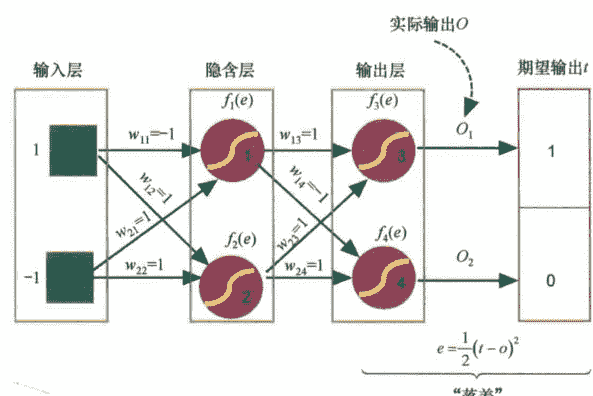 实际输出O
输入层
隐含层
输出层
期望输出t
f₁(e)
f₃(e)
1
w₁₁=−1
1
w₁₃=1
3
O₁
1
w₁₂=1
w₁₄=−1
w₂₁=1
w₂₃=1
f₂(e)
f₄(e)
-1
w₂₂=1
2
w₂₄=1
4
O₂
0
e=1/2(t−o)²